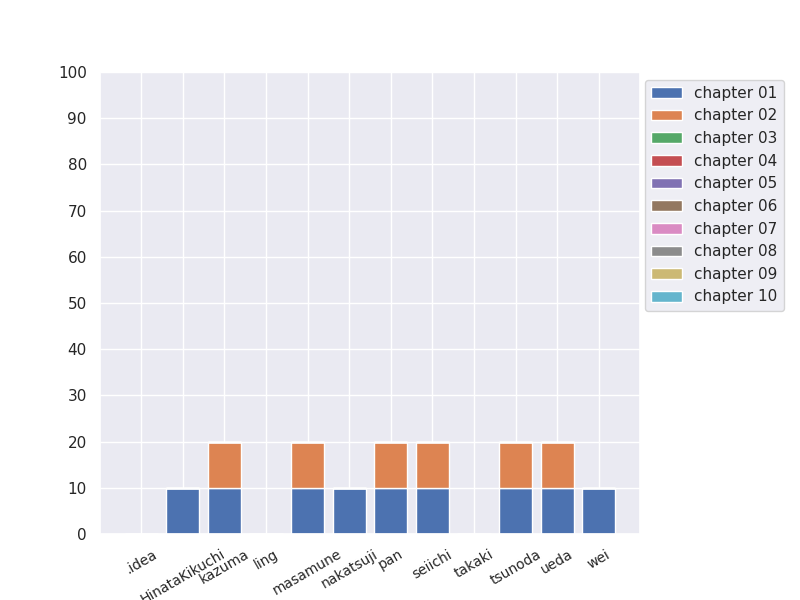 100
90
80
70
60
50
40
30
20
10
0
.idea
HinataKikuchi
kazuma
ling
masamune
nakatsuji
pan
seiichi
takaki
tsunoda
ueda
wei
chapter 01
chapter 02
chapter 03
chapter 04
chapter 05
chapter 06
chapter 07
chapter 08
chapter 09
chapter 10